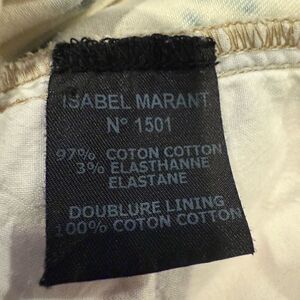 ISABEL MARANT
N° 1501
97% COTON COTTON
3% ELASTHANNE
ELASTANE
DOUBLURE LINING
100% COTON COTTON